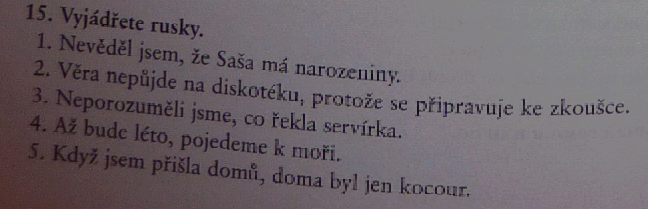 15. Vyjádřete rusky.
1. Nevěděl jsem, že Saša má narozeniny.
2. Věra nepůjde na diskotéku, protože se připravuje ke zkoušce.
3. Neporozuměli jsme, co řekla servírka.
4. Až bude léto, pojedeme k moři.
5. Když jsem přišla domů, doma byl jen kocour.